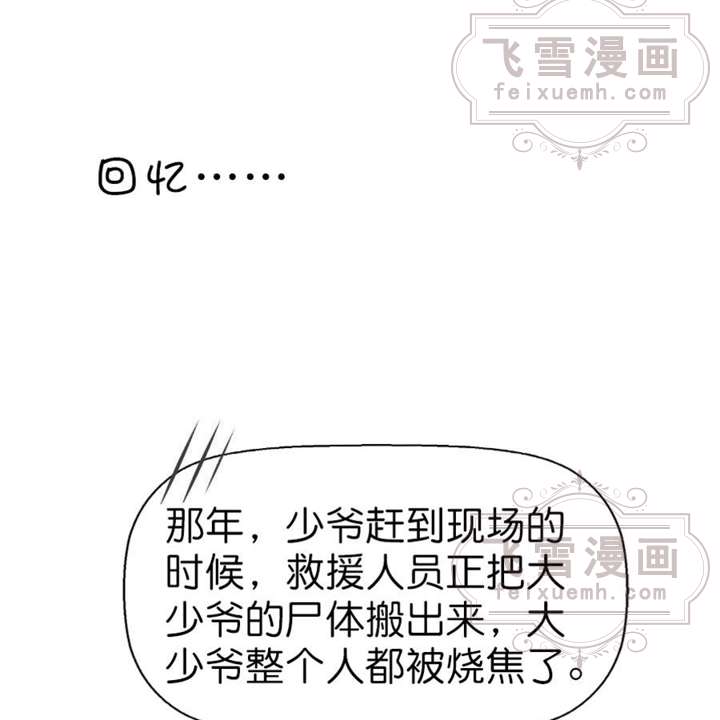 飞雪漫画
feixuemh.com
回忆……
那年，少爷赶到现场的
时候，救援人员正把大
少爷的尸体搬出来，大
少爷整个人都被烧焦了。
飞雪漫画
feixuemh.com